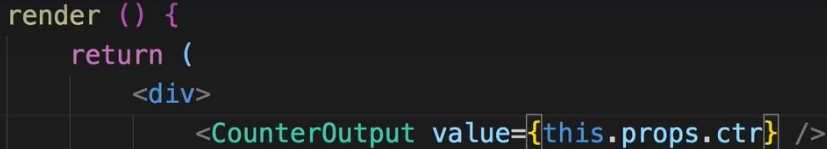 render () {
return (
<div>
<CounterOutput value={this.props.ctr} />